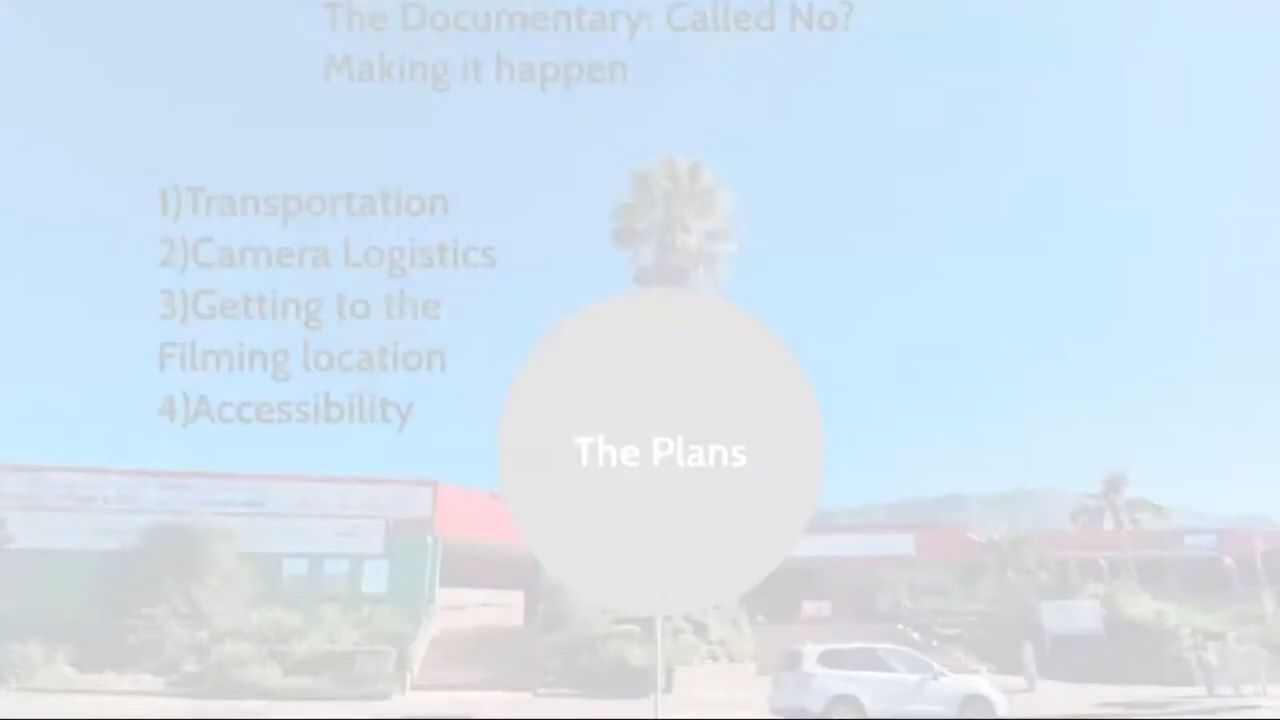 The Documentary: Called No?
Making it happen
1)Transportation
2)Camera Logistics
3)Getting to the
Filming location
4)Accessibility
The Plans